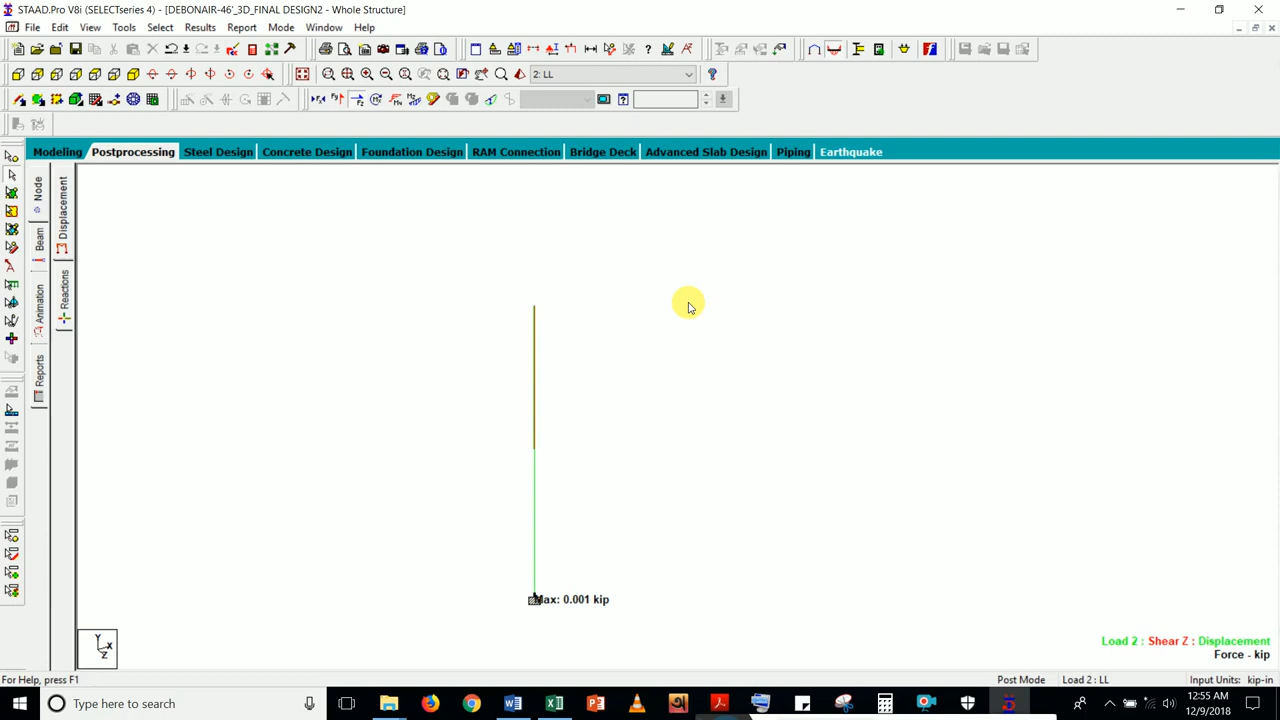 STAAD.Pro V8i (SELECTseries 4) - [DEBONAIR-46'_3D_FINAL DESIGN2 - Whole Structure]
File Edit View Tools Select Results Report Mode Window Help
2: LL
Modeling Postprocessing Steel Design Concrete Design Foundation Design RAM Connection Bridge Deck Advanced Slab Design Piping Earthquake
Node
Beam
Animation
Reports
Displacement
Reactions
Max: 0.001 kip
Y
X
Z
Load 2 : Shear Z : Displacement
Force - kip
For Help, press F1 Post Mode Load 2 : LL Input Units: kip-in
Type here to search
12:55 AM
12/9/2018